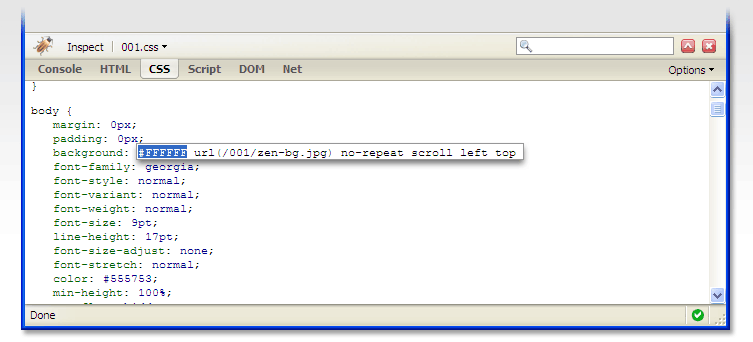 Inspect 001.css
Console HTML CSS Script DOM Net Options
}
body {
margin: 0px;
padding: 0px;
background: #FFFFFF url(/001/zen-bg.jpg) no-repeat scroll left top
font-family: georgia;
font-style: normal;
font-variant: normal;
font-weight: normal;
font-size: 9pt;
line-height: 17pt;
font-size-adjust: none;
font-stretch: normal;
color: #555753;
min-height: 100%;
Done